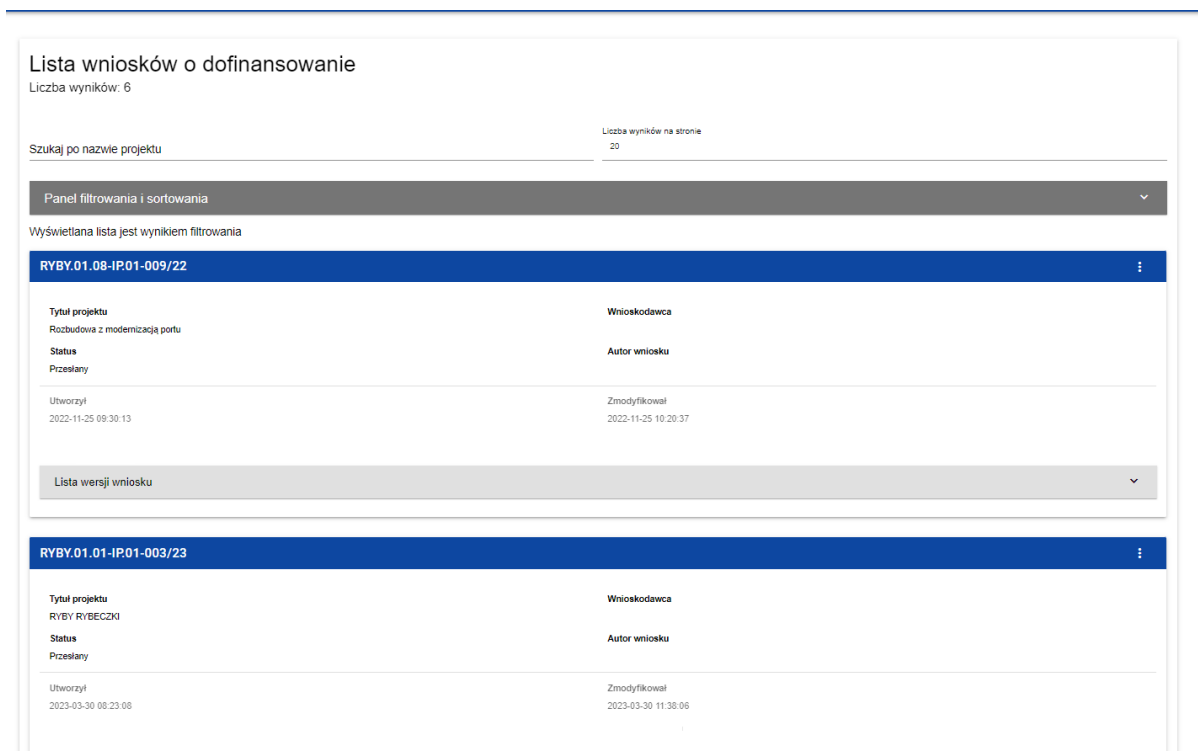 Lista wniosków o dofinansowanie
Liczba wyników: 6
Liczba wyników na stronie
Szukaj po nazwie projektu
20
Panel filtrowania i sortowania
Wyświetlana lista jest wynikiem filtrowania
RYBY.01.08-IP.01-009/22
Tytuł projektu
Wnioskodawca
Rozbudowa z modernizacją portu
Status
Autor wniosku
Przesłany
Utworzył
Zmodyfikował
2022-11-25 09:30:13
2022-11-25 10:20:37
Lista wersji wniosku
RYBY.01.01-IP.01-003/23
Tytuł projektu
Wnioskodawca
RYBY RYBECZKI
Status
Autor wniosku
Przesłany
Utworzył
Zmodyfikował
2023-03-30 08:23:08
2023-03-30 11:38:06